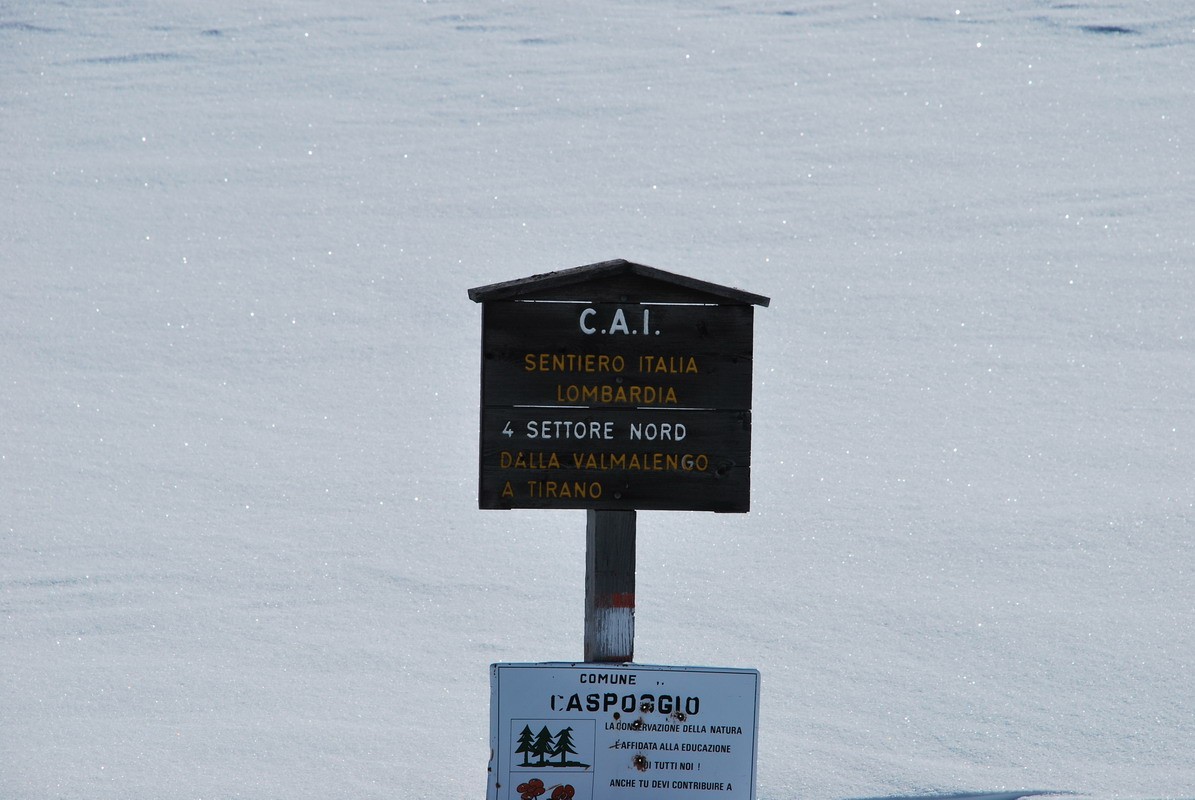 C.A.I.
SENTIERO ITALIA
LOMBARDIA
4 SETTORE NORD
DALLA VALMALENGO
A TIRANO
COMUNE
CASPOGGIO
LA CONSERVAZIONE DELLA NATURA
È AFFIDATA ALLA EDUCAZIONE
DI TUTTI NOI !
ANCHE TU DEVI CONTRIBUIRE A